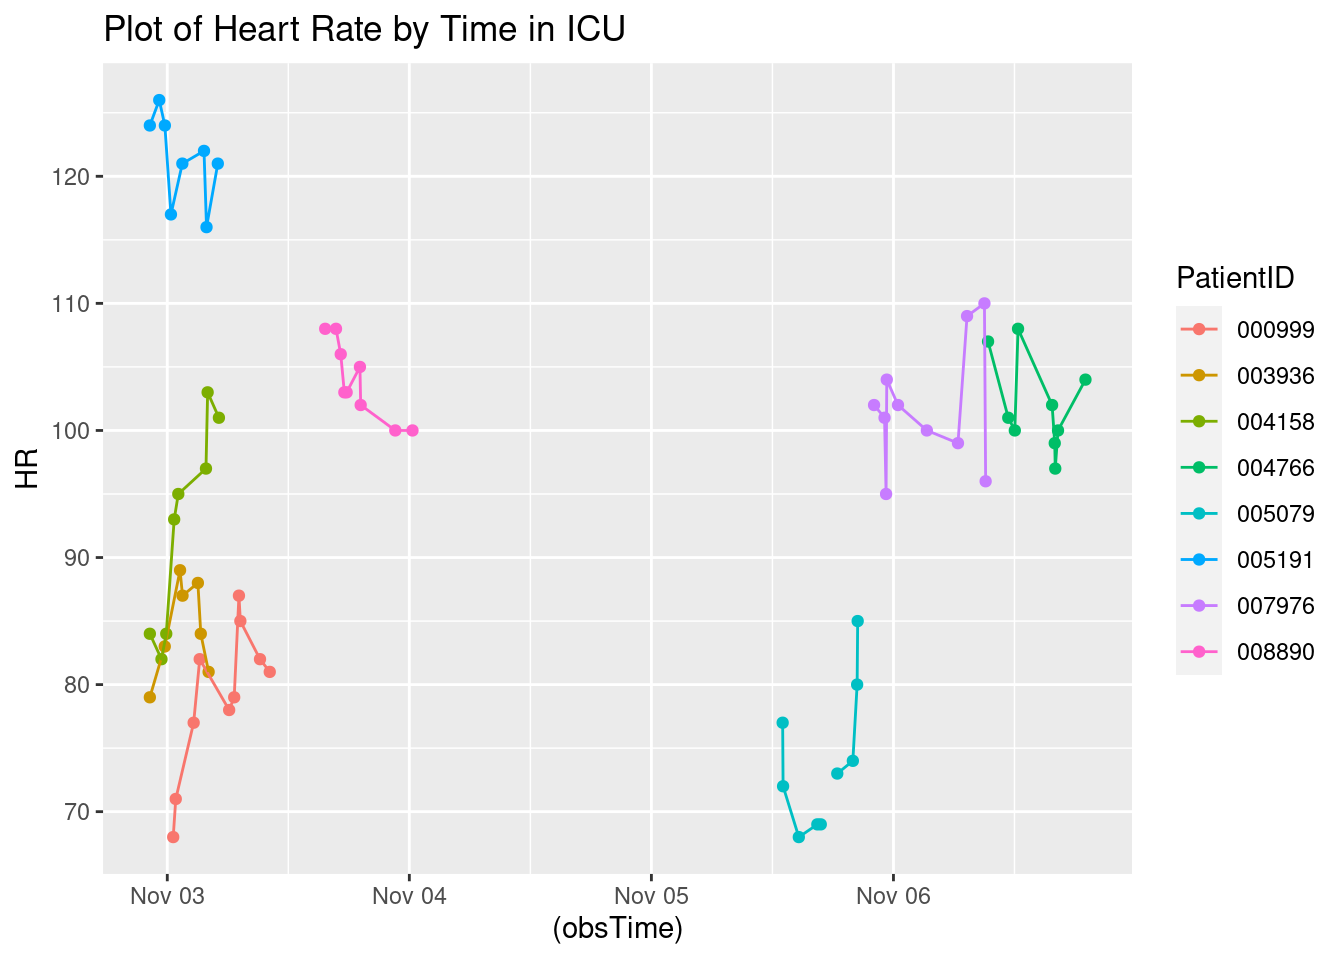 Plot of Heart Rate by Time in ICU
HR
120
110
100
90
80
70
Nov 03 Nov 04 Nov 05 Nov 06
(obsTime)
PatientID
000999
003936
004158
004766
005079
005191
007976
008890